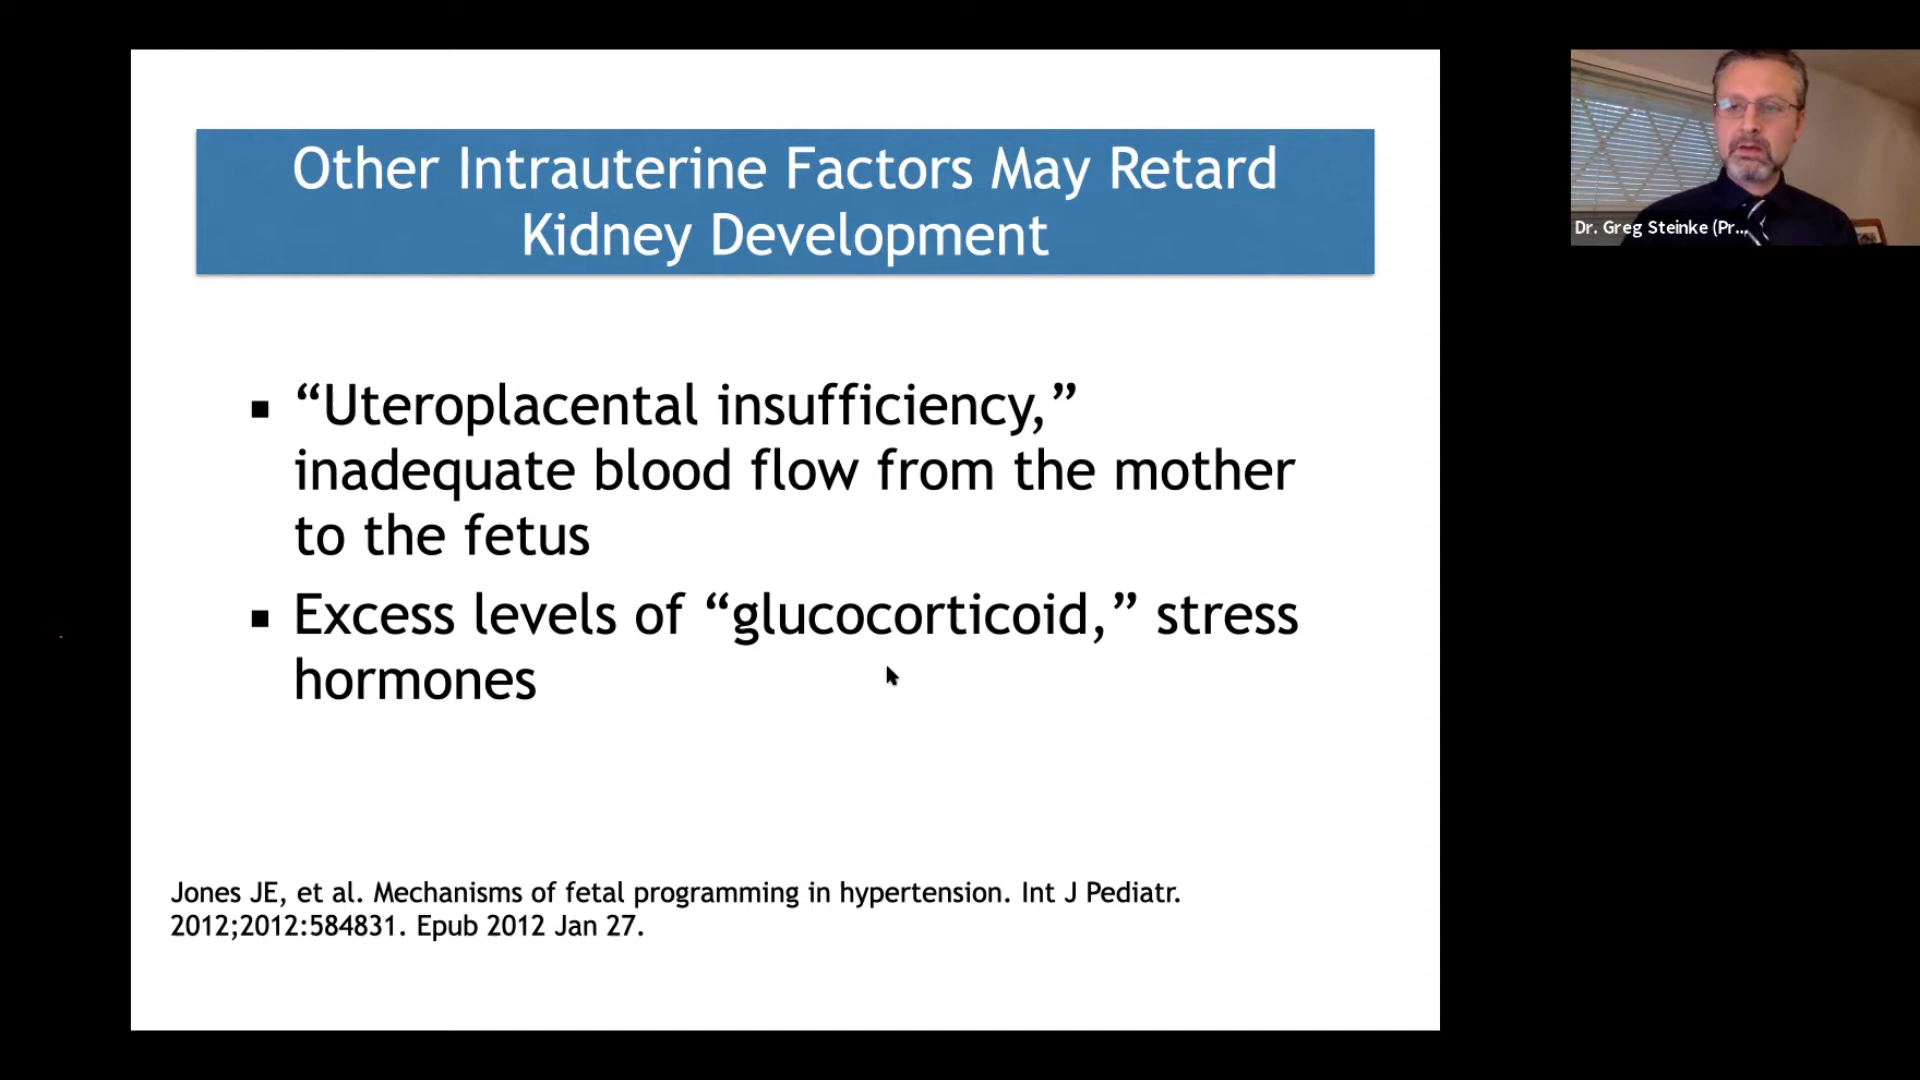 Other Intrauterine Factors May Retard
Kidney Development
▪ “Uteroplacental insufficiency,”
inadequate blood flow from the mother
to the fetus
▪ Excess levels of “glucocorticoid,” stress
hormones
Jones JE, et al. Mechanisms of fetal programming in hypertension. Int J Pediatr.
2012;2012:584831. Epub 2012 Jan 27.
Dr. Greg Steinke (Pr...